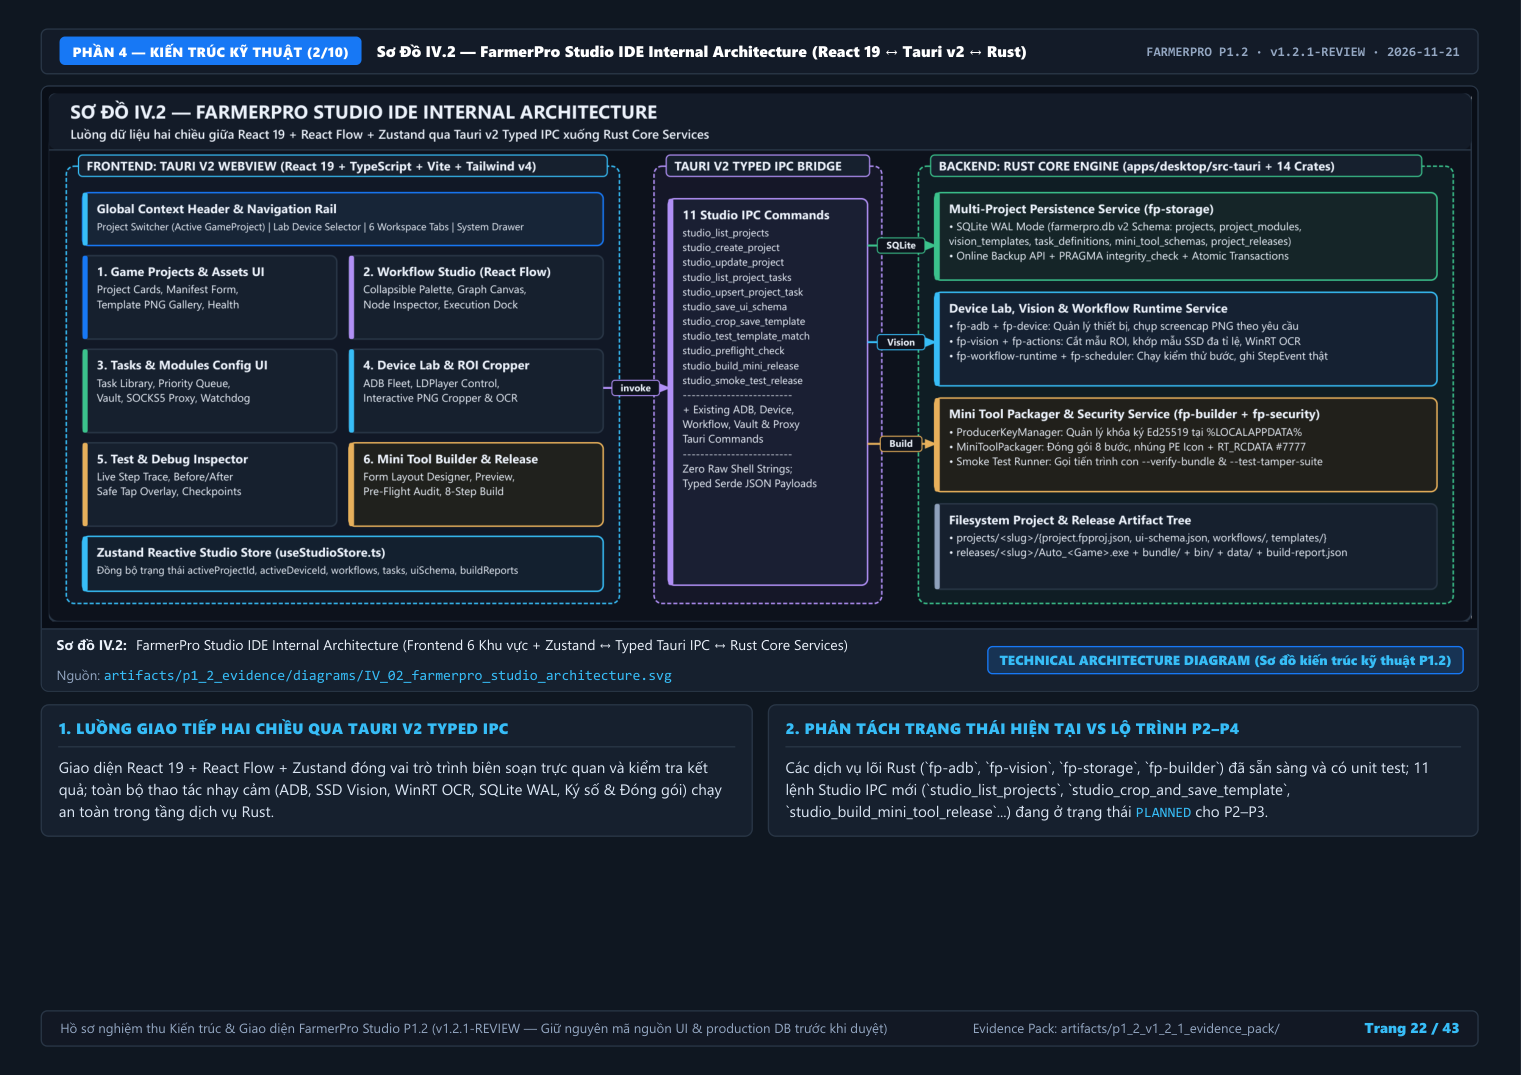 PHẦN 4 — KIẾN TRÚC KỸ THUẬT (2/10)
Sơ Đồ IV.2 — FarmerPro Studio IDE Internal Architecture (React 19 ↔ Tauri v2 ↔ Rust)
FARMERPRO P1.2 · v1.2.1-REVIEW · 2026-11-21
SƠ ĐỒ IV.2 — FARMERPRO STUDIO IDE INTERNAL ARCHITECTURE
Luồng dữ liệu hai chiều giữa React 19 + React Flow + Zustand qua Tauri v2 Typed IPC xuống Rust Core Services
FRONTEND: TAURI V2 WEBVIEW (React 19 + TypeScript + Vite + Tailwind v4)
Global Context Header & Navigation Rail
Project Switcher (Active GameProject) | Lab Device Selector | 6 Workspace Tabs | System Drawer
1. Game Projects & Assets UI
Project Cards, Manifest Form,
Template PNG Gallery, Health
2. Workflow Studio (React Flow)
Collapsible Palette, Graph Canvas,
Node Inspector, Execution Dock
3. Tasks & Modules Config UI
Task Library, Priority Queue,
Vault, SOCKS5 Proxy, Watchdog
4. Device Lab & ROI Cropper
ADB Fleet, LDPlayer Control,
Interactive PNG Cropper & OCR
5. Test & Debug Inspector
Live Step Trace, Before/After
Safe Tap Overlay, Checkpoints
6. Mini Tool Builder & Release
Form Layout Designer, Preview,
Pre-Flight Audit, 8-Step Build
Zustand Reactive Studio Store (useStudioStore.ts)
Đồng bộ trạng thái activeProjectId, activeDeviceId, workflows, tasks, uiSchema, buildReports
invoke
TAURI V2 TYPED IPC BRIDGE
11 Studio IPC Commands
studio_list_projects
studio_create_project
studio_update_project
studio_list_project_tasks
studio_upsert_project_task
studio_save_ui_schema
studio_crop_save_template
studio_test_template_match
studio_preflight_check
studio_build_mini_release
studio_smoke_test_release
-------------------------
+ Existing ADB, Device,
Workflow, Vault & Proxy
Tauri Commands
-------------------------
Zero Raw Shell Strings;
Typed Serde JSON Payloads
SQLite
Vision
Build
BACKEND: RUST CORE ENGINE (apps/desktop/src-tauri + 14 Crates)
Multi-Project Persistence Service (fp-storage)
• SQLite WAL Mode (farmerpro.db v2 Schema: projects, project_modules,
vision_templates, task_definitions, mini_tool_schemas, project_releases)
• Online Backup API + PRAGMA integrity_check + Atomic Transactions
Device Lab, Vision & Workflow Runtime Service
• fp-adb + fp-device: Quản lý thiết bị, chụp screencap PNG theo yêu cầu
• fp-vision + fp-actions: Cắt mẫu ROI, khớp mẫu SSD đa tỉ lệ, WinRT OCR
• fp-workflow-runtime + fp-scheduler: Chạy kiểm thử bước, ghi StepEvent thật
Mini Tool Packager & Security Service (fp-builder + fp-security)
• ProducerKeyManager: Quản lý khóa ký Ed25519 tại %LOCALAPPDATA%
• MiniToolPackager: Đóng gói 8 bước, nhúng PE Icon + RT_RCDATA #7777
• Smoke Test Runner: Gọi tiến trình con --verify-bundle & --test-tamper-suite
Filesystem Project & Release Artifact Tree
• projects/<slug>/{project.fpproj.json, ui-schema.json, workflows/, templates/}
• releases/<slug>/Auto_<Game>.exe + bundle/ + bin/ + data/ + build-report.json
Sơ đồ IV.2: FarmerPro Studio IDE Internal Architecture (Frontend 6 Khu vực + Zustand ↔ Typed Tauri IPC ↔ Rust Core Services)
Nguồn: artifacts/p1_2_evidence/diagrams/IV_02_farmerpro_studio_architecture.svg
TECHNICAL ARCHITECTURE DIAGRAM (Sơ đồ kiến trúc kỹ thuật P1.2)
1. LUỒNG GIAO TIẾP HAI CHIỀU QUA TAURI V2 TYPED IPC
Giao diện React 19 + React Flow + Zustand đóng vai trò trình biên soạn trực quan và kiểm tra kết
quả; toàn bộ thao tác nhạy cảm (ADB, SSD Vision, WinRT OCR, SQLite WAL, Ký số & Đóng gói) chạy
an toàn trong tầng dịch vụ Rust.
2. PHÂN TÁCH TRẠNG THÁI HIỆN TẠI VS LỘ TRÌNH P2–P4
Các dịch vụ lõi Rust (`fp-adb`, `fp-vision`, `fp-storage`, `fp-builder`) đã sẵn sàng và có unit test; 11
lệnh Studio IPC mới (`studio_list_projects`, `studio_crop_and_save_template`,
`studio_build_mini_tool_release`...) đang ở trạng thái PLANNED cho P2–P3.
Hồ sơ nghiệm thu Kiến trúc & Giao diện FarmerPro Studio P1.2 (v1.2.1-REVIEW — Giữ nguyên mã nguồn UI & production DB trước khi duyệt)
Evidence Pack: artifacts/p1_2_v1_2_1_evidence_pack/
Trang 22 / 43